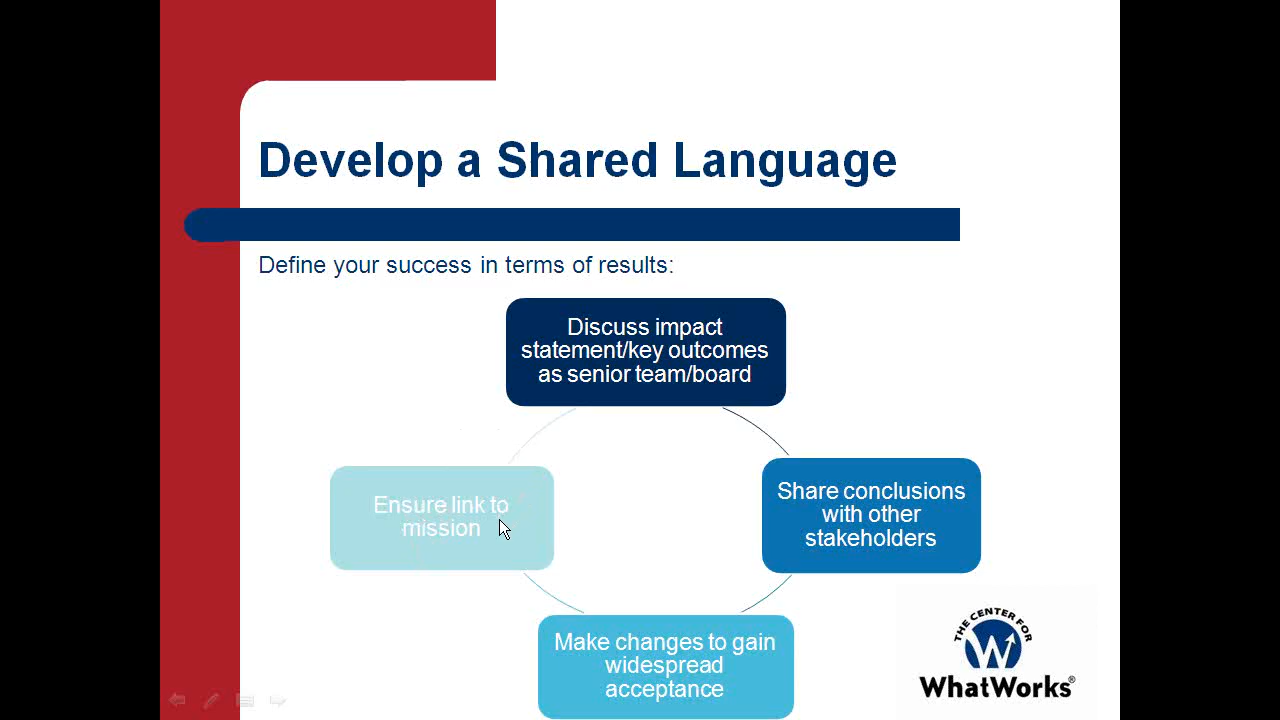 Develop a Shared Language
Define your success in terms of results:
Discuss impact
statement/key outcomes
as senior team/board
Share conclusions
with other
stakeholders
Make changes to gain
widespread
acceptance
Ensure link to
mission
THE CENTER FOR
W
WhatWorks®